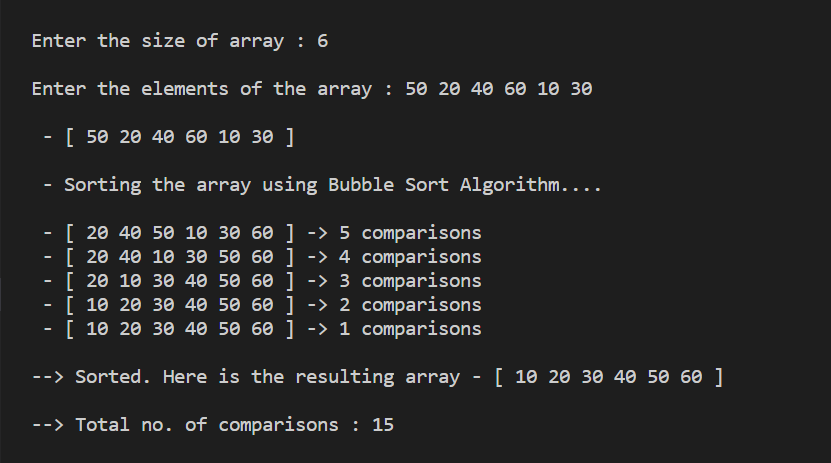 Enter the size of array : 6
Enter the elements of the array : 50 20 40 60 10 30
- [ 50 20 40 60 10 30 ]
- Sorting the array using Bubble Sort Algorithm....
- [ 20 40 50 10 30 60 ] -> 5 comparisons
- [ 20 40 10 30 50 60 ] -> 4 comparisons
- [ 20 10 30 40 50 60 ] -> 3 comparisons
- [ 10 20 30 40 50 60 ] -> 2 comparisons
- [ 10 20 30 40 50 60 ] -> 1 comparisons
--> Sorted. Here is the resulting array - [ 10 20 30 40 50 60 ]
--> Total no. of comparisons : 15